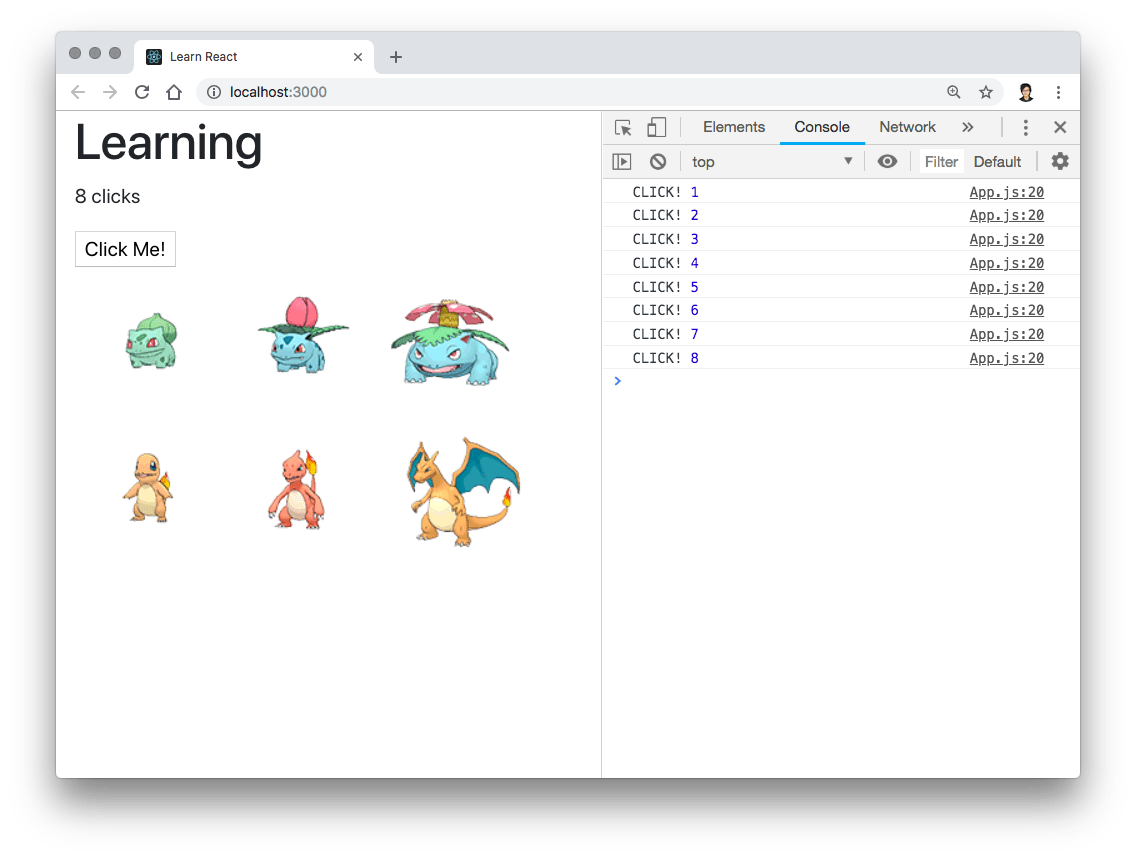 Learn React
localhost:3000
Learning
8 clicks
Click Me!
Elements Console Network
top Filter Default
CLICK! 1 App.js:20
CLICK! 2 App.js:20
CLICK! 3 App.js:20
CLICK! 4 App.js:20
CLICK! 5 App.js:20
CLICK! 6 App.js:20
CLICK! 7 App.js:20
CLICK! 8 App.js:20